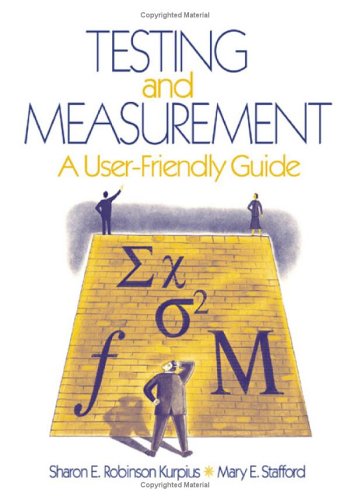 Copyrighted Material
TESTING
and
MEASUREMENT
A User-Friendly Guide
Σχ
σ²
f M
Sharon E. Robinson Kurpius ✷ Mary E. Stafford
Copyrighted Material